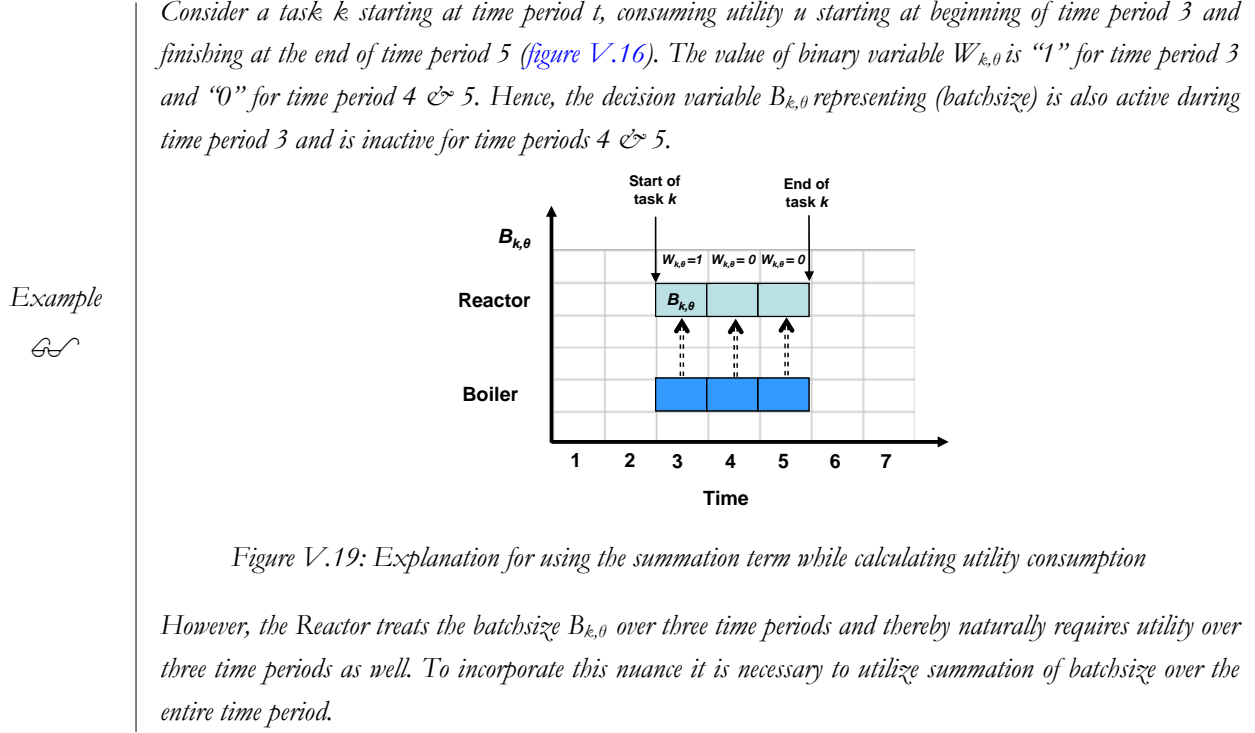 Consider a task k starting at time period t, consuming utility u starting at beginning of time period 3 and
finishing at the end of time period 5 (figure V.16). The value of binary variable Wk,θ is “1” for time period 3
and “0” for time period 4 & 5. Hence, the decision variable Bk,θ representing (batchsize) is also active during
time period 3 and is inactive for time periods 4 & 5.
Example
Start of
task k
End of
task k
Bk,θ
Wk,θ=1 Wk,θ= 0 Wk,θ= 0
Reactor
Bk,θ
Boiler
1 2 3 4 5 6 7
Time
Figure V.19: Explanation for using the summation term while calculating utility consumption
However, the Reactor treats the batchsize Bk,θ over three time periods and thereby naturally requires utility over
three time periods as well. To incorporate this nuance it is necessary to utilize summation of batchsize over the
entire time period.